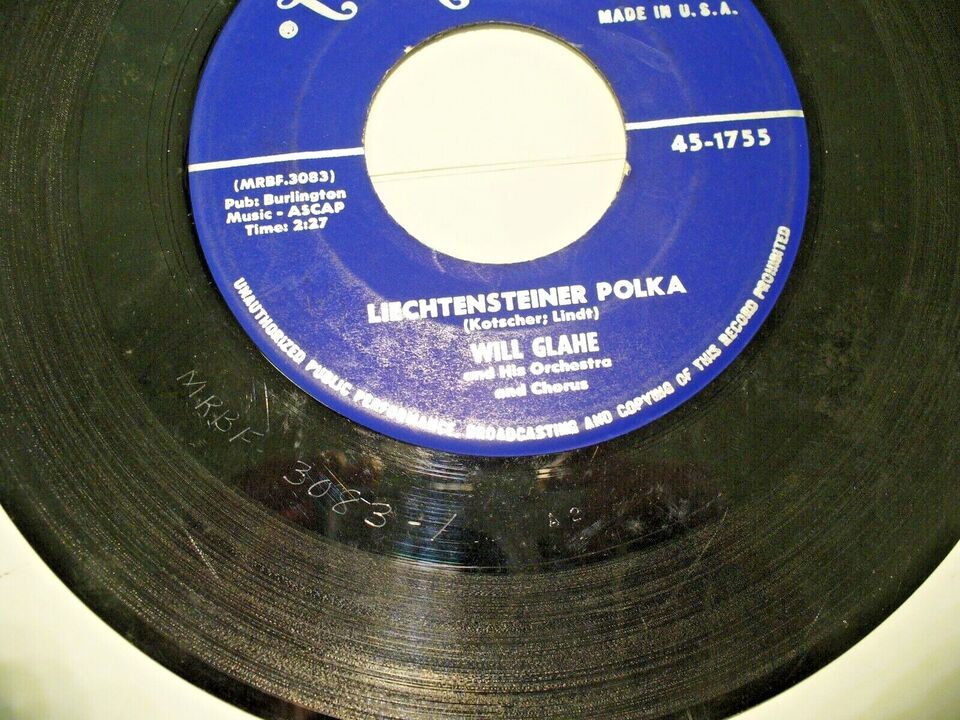 MADE IN U.S.A.
45-1755
(MRBF.3083)
Pub: Burlington
Music - ASCAP
Time: 2:27
LIECHTENSTEINER POLKA
(Kotscher; Lindt)
WILL GLAHE
and His Orchestra
and Chorus
UNAUTHORIZED PUBLIC PERFORMANCE, BROADCASTING AND COPYING OF THIS RECORD PROHIBITED
MRBF
3083-1